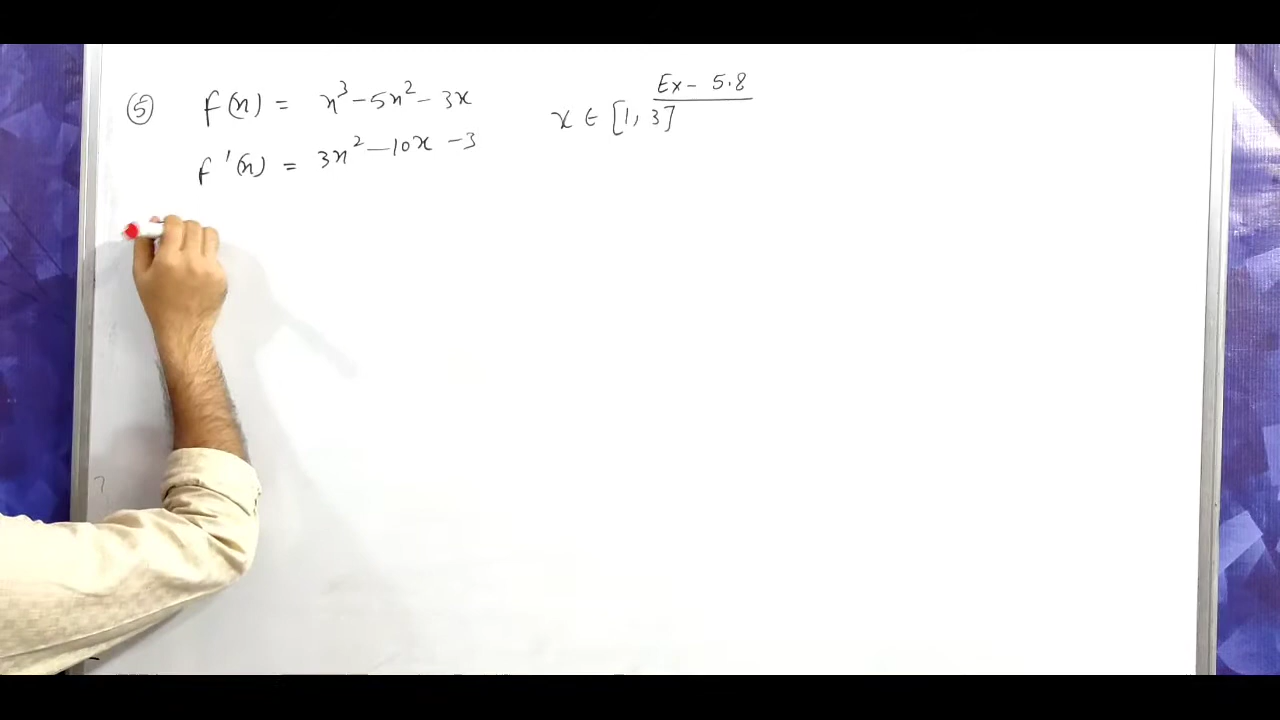 Ex - 5.8
⑤ f(x) = x³ - 5x² - 3x x ∈ [1, 3]
f'(x) = 3x² - 10x - 3